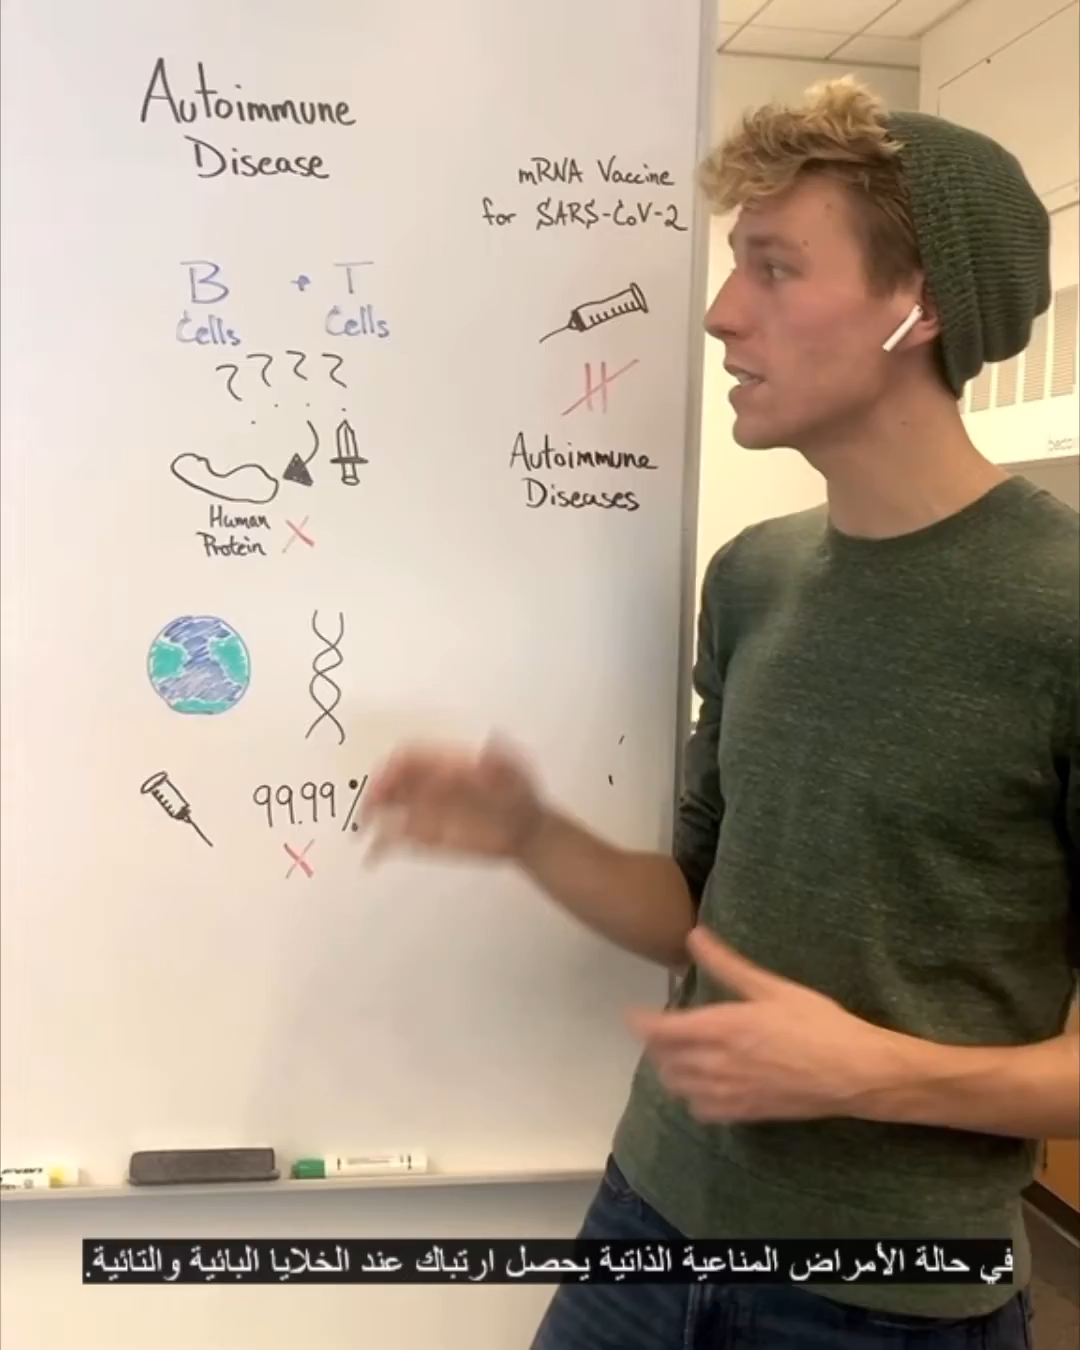 Autoimmune
Disease
B + T
Cells Cells
? ? ? ?
Human
Protein X
99.99%
X
mRNA Vaccine
for SARS-CoV-2
Autoimmune
Diseases
في حالة الأمراض المناعية الذاتية يحصل ارتباك عند الخلايا البائية والتائية.